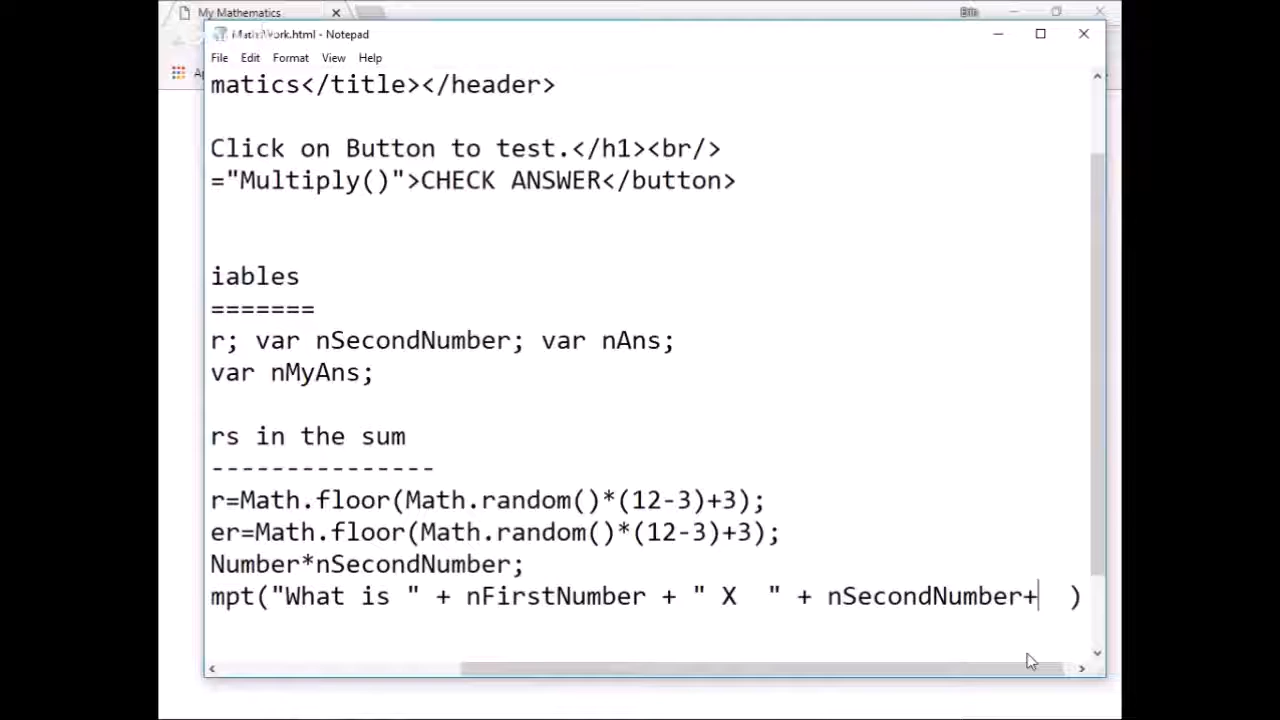 My Mathematics
MathsWork.html - Notepad
File Edit Format View Help
matics</title></header>
Click on Button to test.</h1><br/>
="Multiply()">CHECK ANSWER</button>
iables
=======
r; var nSecondNumber; var nAns;
var nMyAns;
rs in the sum
---------------
r=Math.floor(Math.random()*(12-3)+3);
er=Math.floor(Math.random()*(12-3)+3);
Number*nSecondNumber;
mpt("What is " + nFirstNumber + " X  " + nSecondNumber+  )